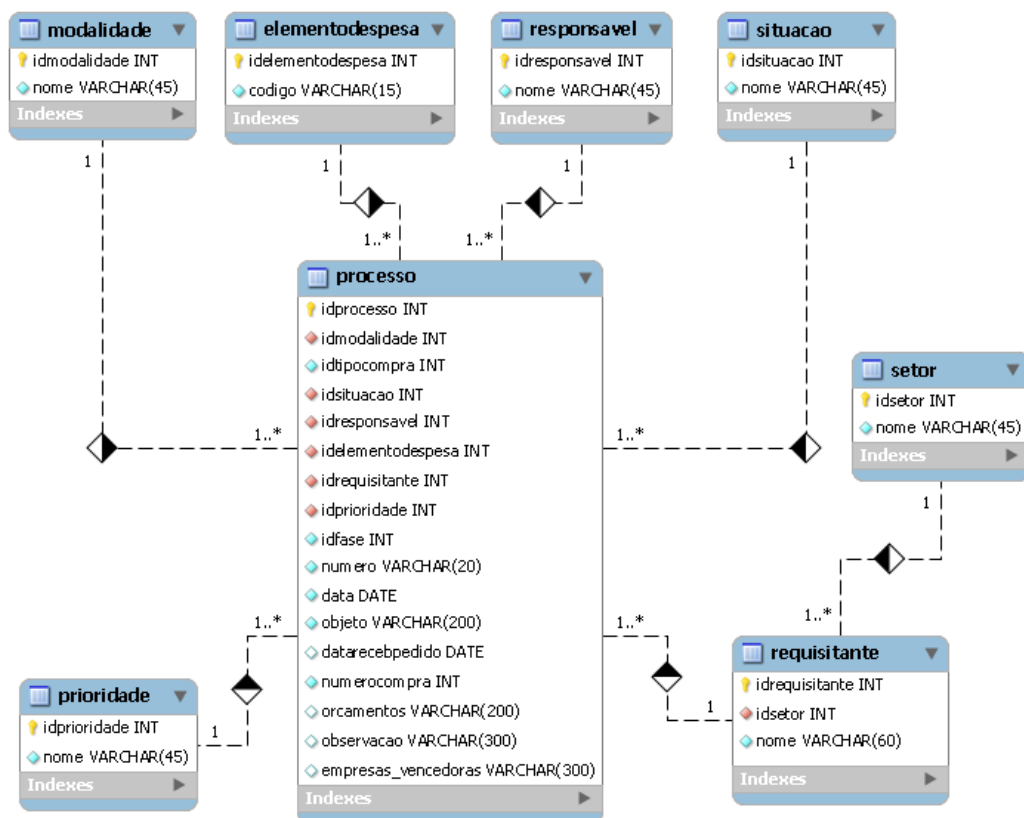 modalidade
idmodalidade INT
nome VARCHAR(45)
Indexes
elementodespesa
idelementodespesa INT
codigo VARCHAR(15)
Indexes
responsavel
idresponsavel INT
nome VARCHAR(45)
Indexes
situacao
idsituacao INT
nome VARCHAR(45)
Indexes
1
1
1
1
1..*
1..*
processo
idprocesso INT
idmodalidade INT
idtipocompra INT
idsituacao INT
idresponsavel INT
idelementodespesa INT
idrequisitante INT
idprioridade INT
idfase INT
numero VARCHAR(20)
data DATE
objeto VARCHAR(200)
datarecebpedido DATE
numerocompra INT
orcamentos VARCHAR(200)
observacao VARCHAR(300)
empresas_vencedoras VARCHAR(300)
Indexes
1..*
1..*
setor
idsetor INT
nome VARCHAR(45)
Indexes
1
1..*
1..*
1..*
requisitante
idrequisitante INT
idsetor INT
nome VARCHAR(60)
Indexes
1
prioridade
idprioridade INT
nome VARCHAR(45)
Indexes
1